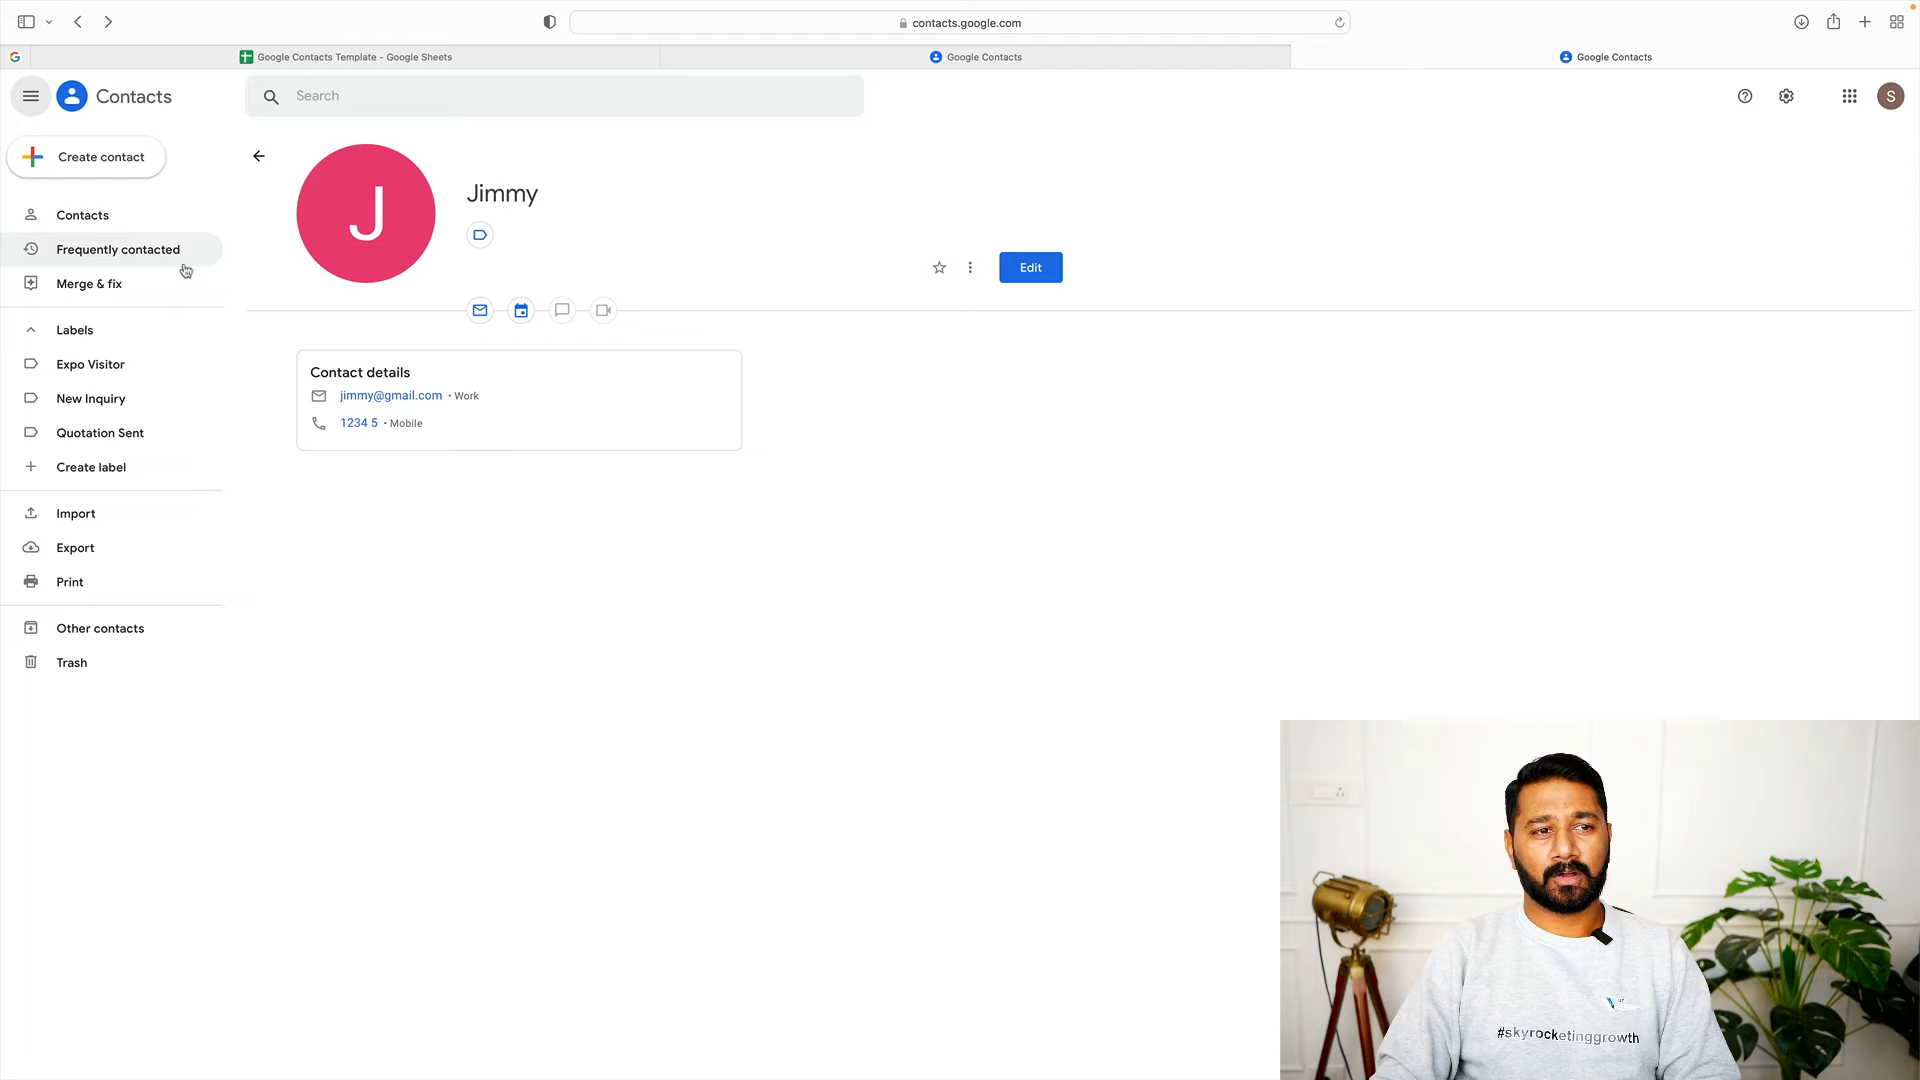 contacts.google.com
Google Contacts Template - Google Sheets
Google Contacts
Google Contacts
Contacts
Search
S
Create contact
J
Jimmy
Contacts
Frequently contacted
Edit
Merge & fix
Labels
Expo Visitor
Contact details
jimmy@gmail.com • Work
New Inquiry
1234 5 • Mobile
Quotation Sent
Create label
Import
Export
Print
Other contacts
Trash
#skyrocketinggrowth